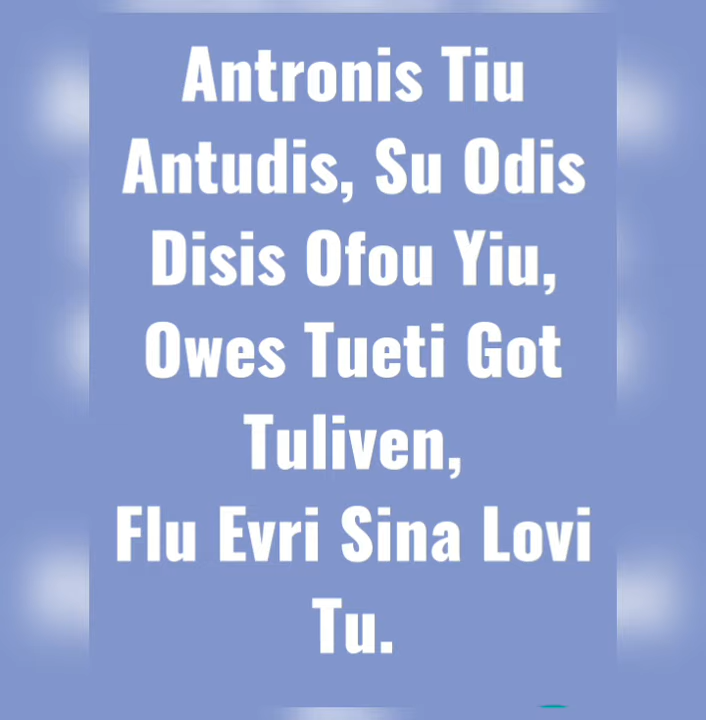 Antronis Tiu
Antudis, Su Odis
Disis Ofou Yiu,
Owes Tueti Got
Tuliven,
Flu Evri Sina Lovi
Tu.